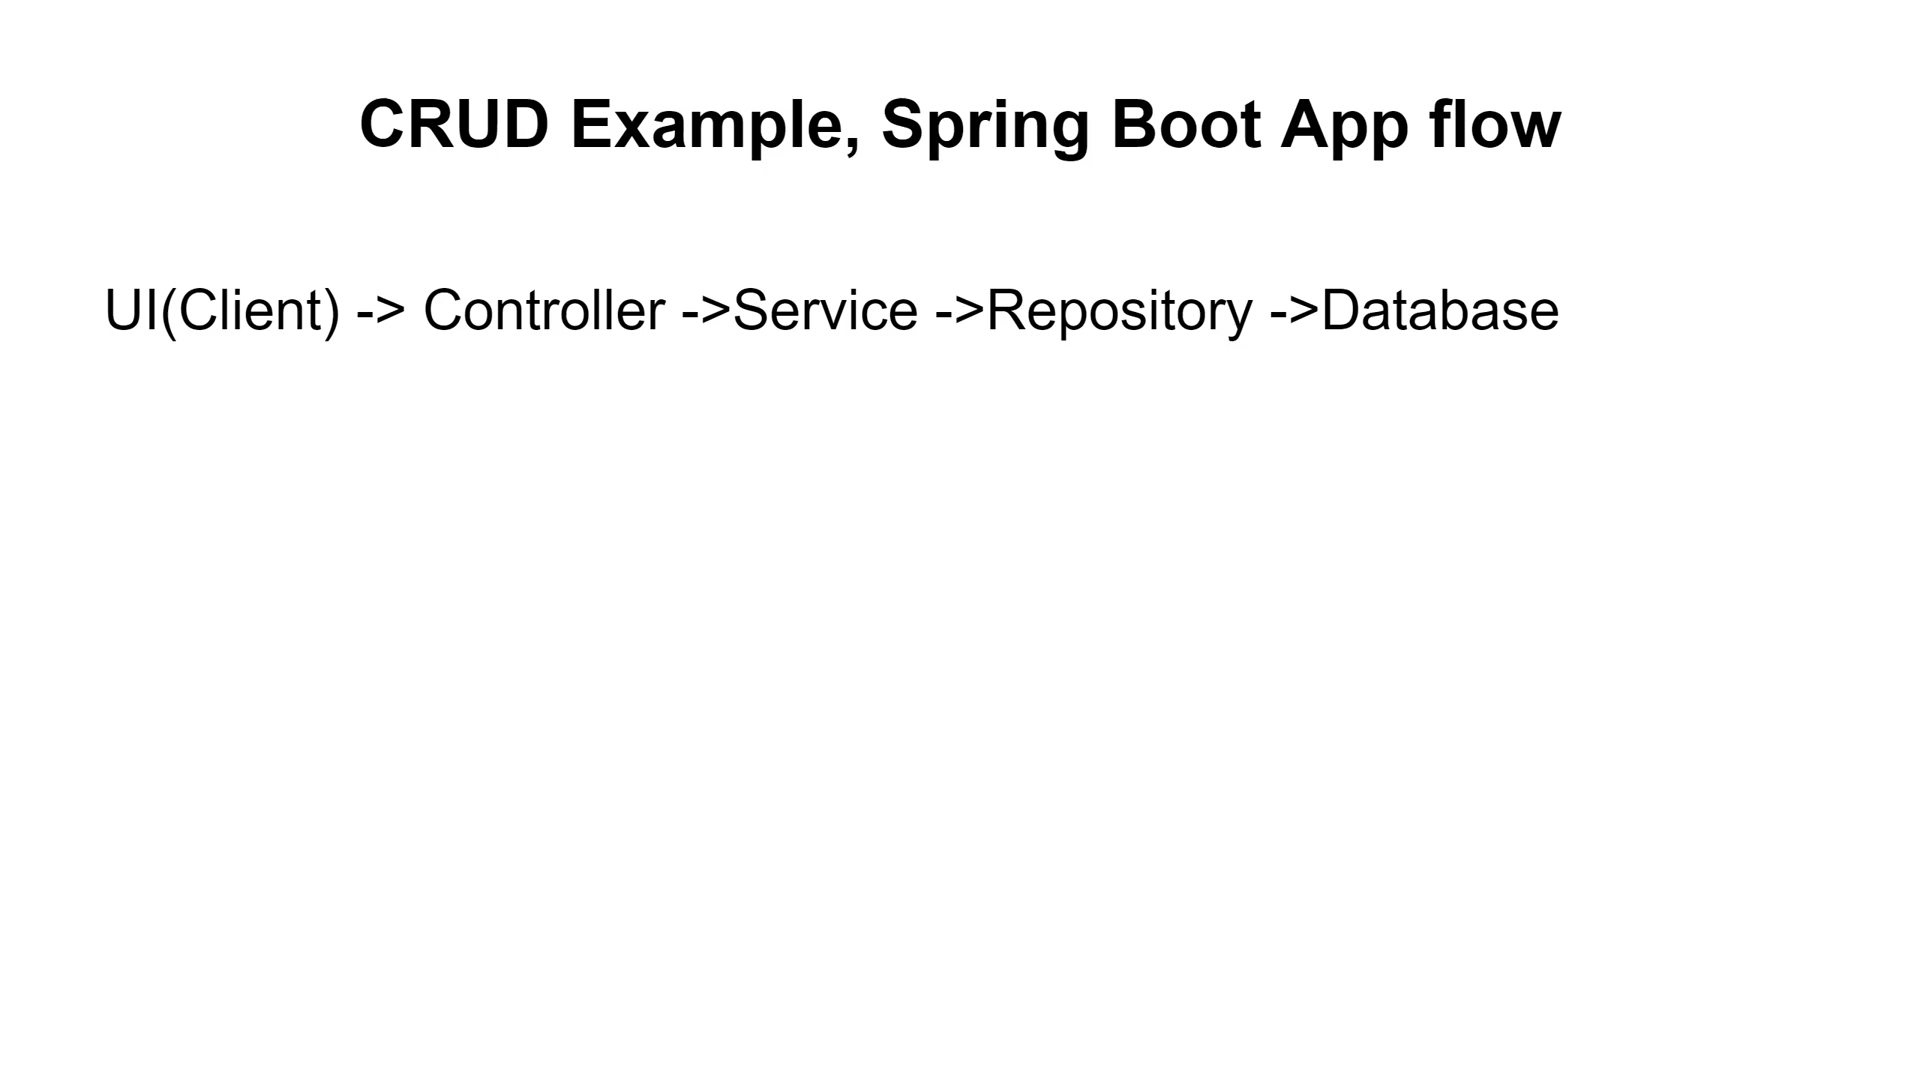 CRUD Example, Spring Boot App flow
UI(Client) -> Controller ->Service ->Repository ->Database